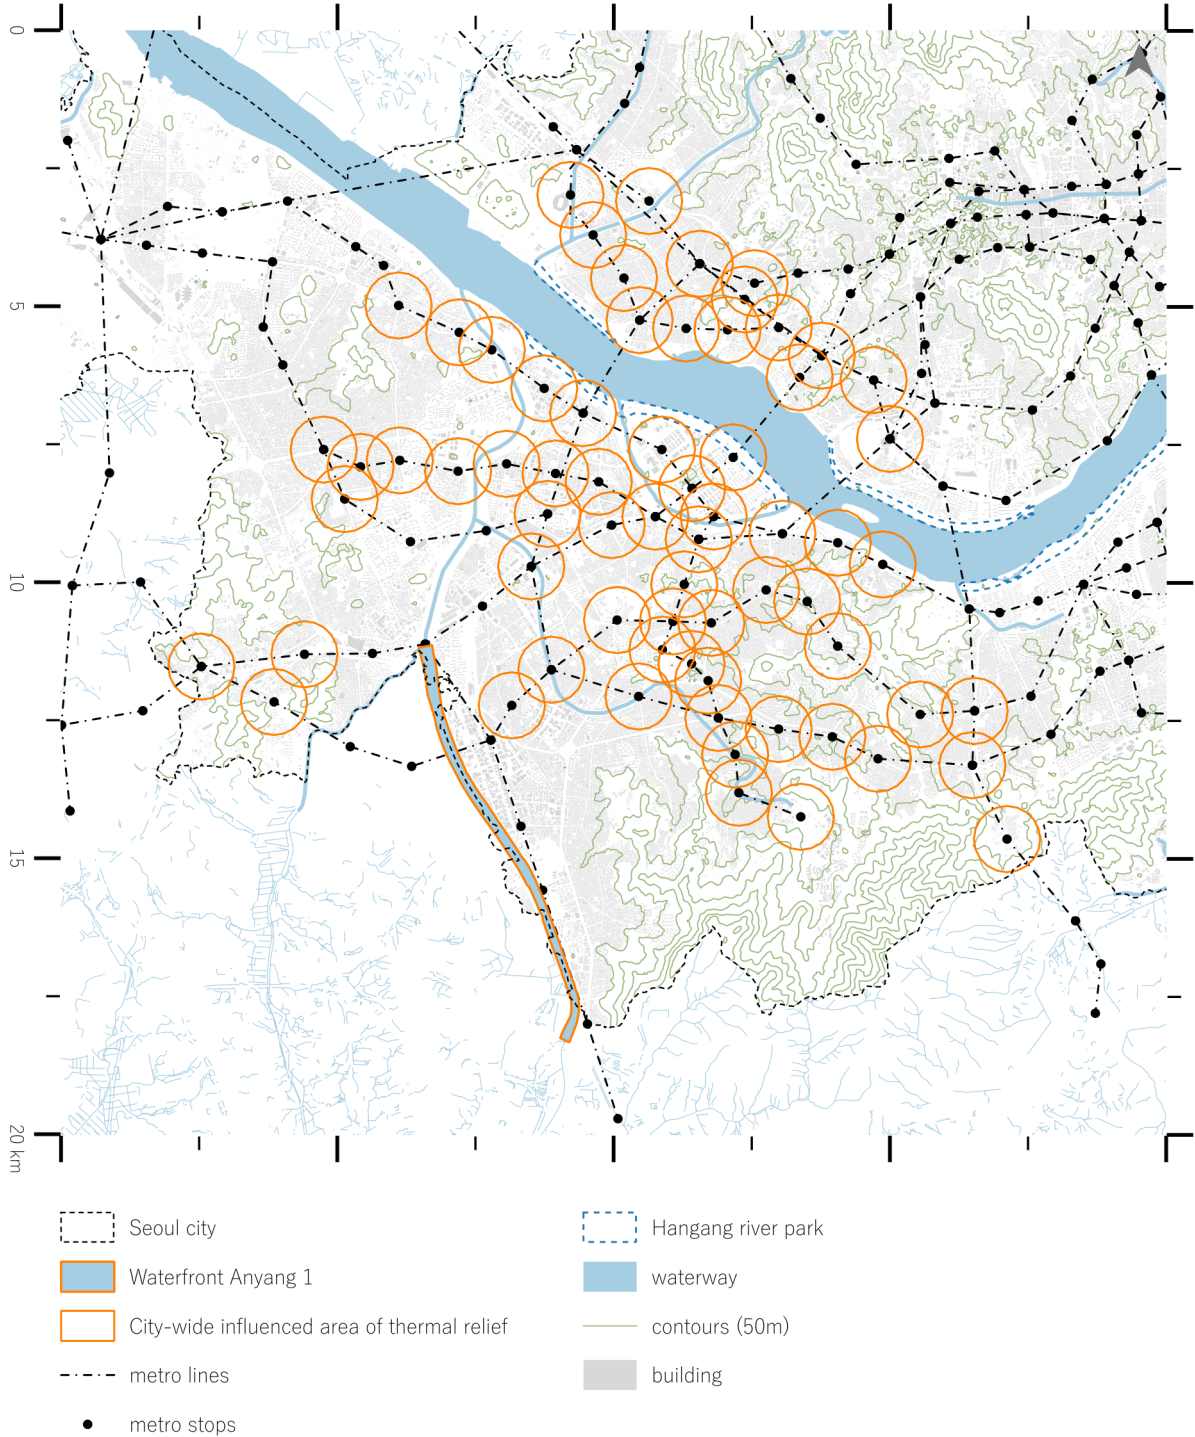 0
5
10
15
20 km
Seoul city
Waterfront Anyang 1
City-wide influenced area of thermal relief
metro lines
metro stops
Hangang river park
waterway
contours (50m)
building